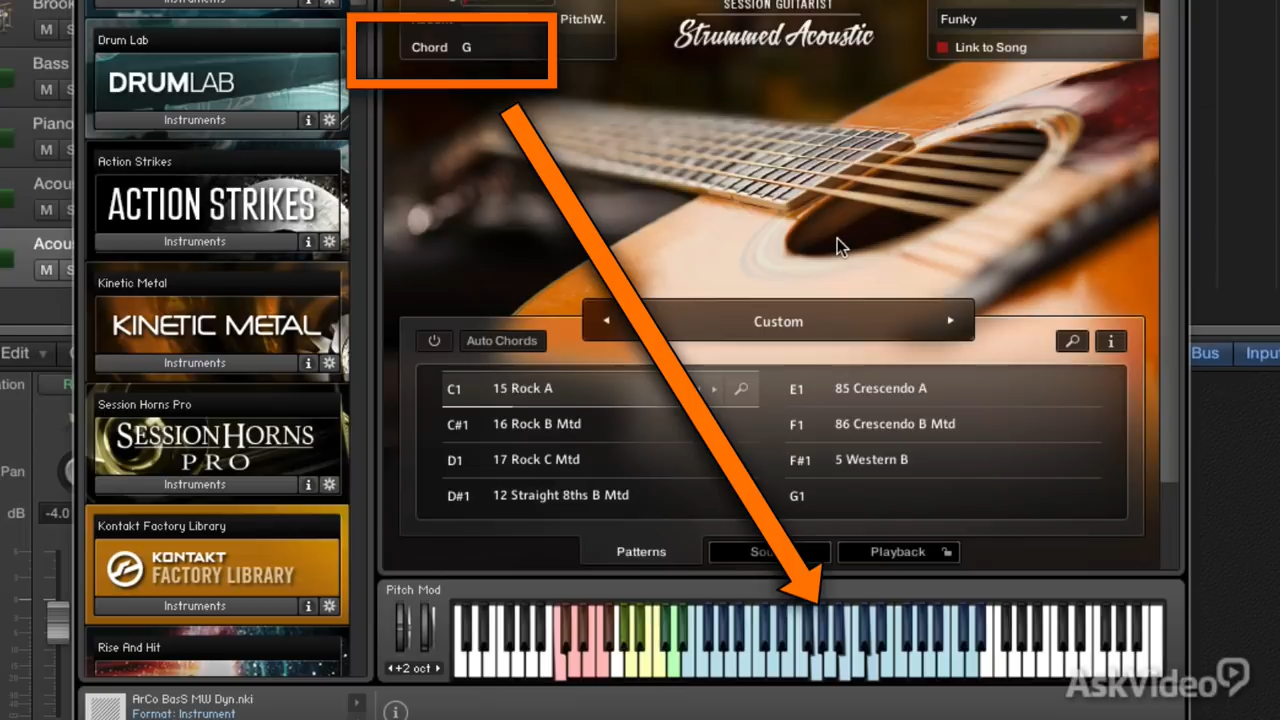 Brook
M S
Bass
M S
Piano
M S
Acou
M S
Acou
M S
Edit
Pan
dB -4.0
Instruments
Drum Lab
DRUMLAB
Instruments
Action Strikes
ACTION STRIKES
Instruments
Kinetic Metal
KINETIC METAL
Instruments
Session Horns Pro
SESSION HORNS
PRO
Instruments
Kontakt Factory Library
KONTAKT
FACTORY LIBRARY
Instruments
Rise And Hit
ArCo BasS MW Dyn.nki
Format: Instrument
PitchW.
Chord G
SESSION GUITARIST
Strummed Acoustic
Funky
Link to Song
Custom
Auto Chords
C1 15 Rock A
C#1 16 Rock B Mtd
D1 17 Rock C Mtd
D#1 12 Straight 8ths B Mtd
E1 85 Crescendo A
F1 86 Crescendo B Mtd
F#1 5 Western B
G1
Patterns
Playback
Pitch Mod
+2 oct
Bus
AskVideo